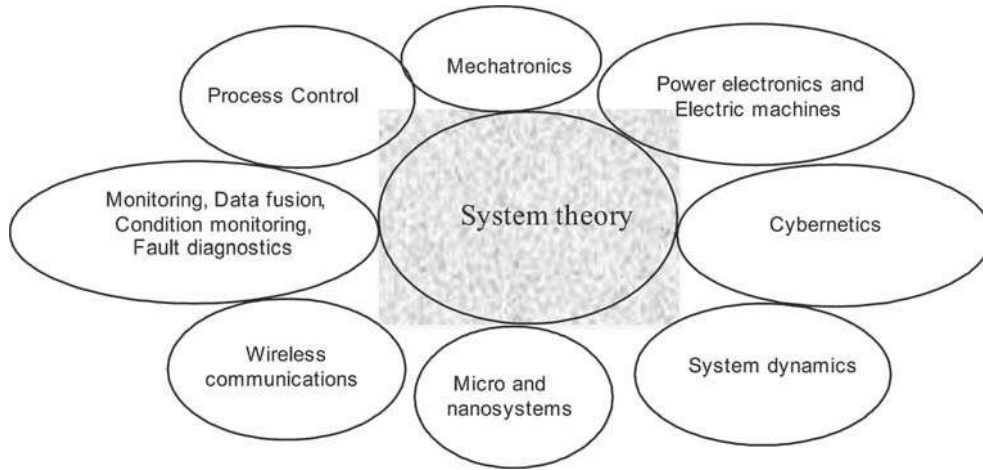 Mechatronics
Process Control
Power electronics and
Electric machines
Monitoring, Data fusion,
Condition monitoring,
Fault diagnostics
System theory
Cybernetics
Wireless
communications
Micro and
nanosystems
System dynamics